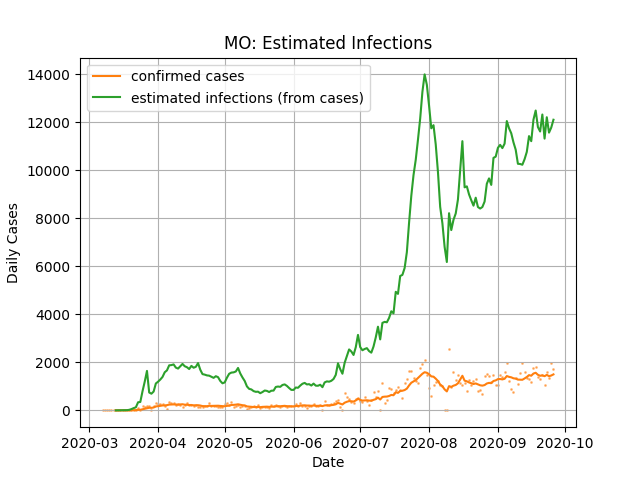 MO: Estimated Infections
confirmed cases
estimated infections (from cases)
14000
12000
10000
8000
6000
4000
2000
0
Daily Cases
2020-03 2020-04 2020-05 2020-06 2020-07 2020-08 2020-09 2020-10
Date